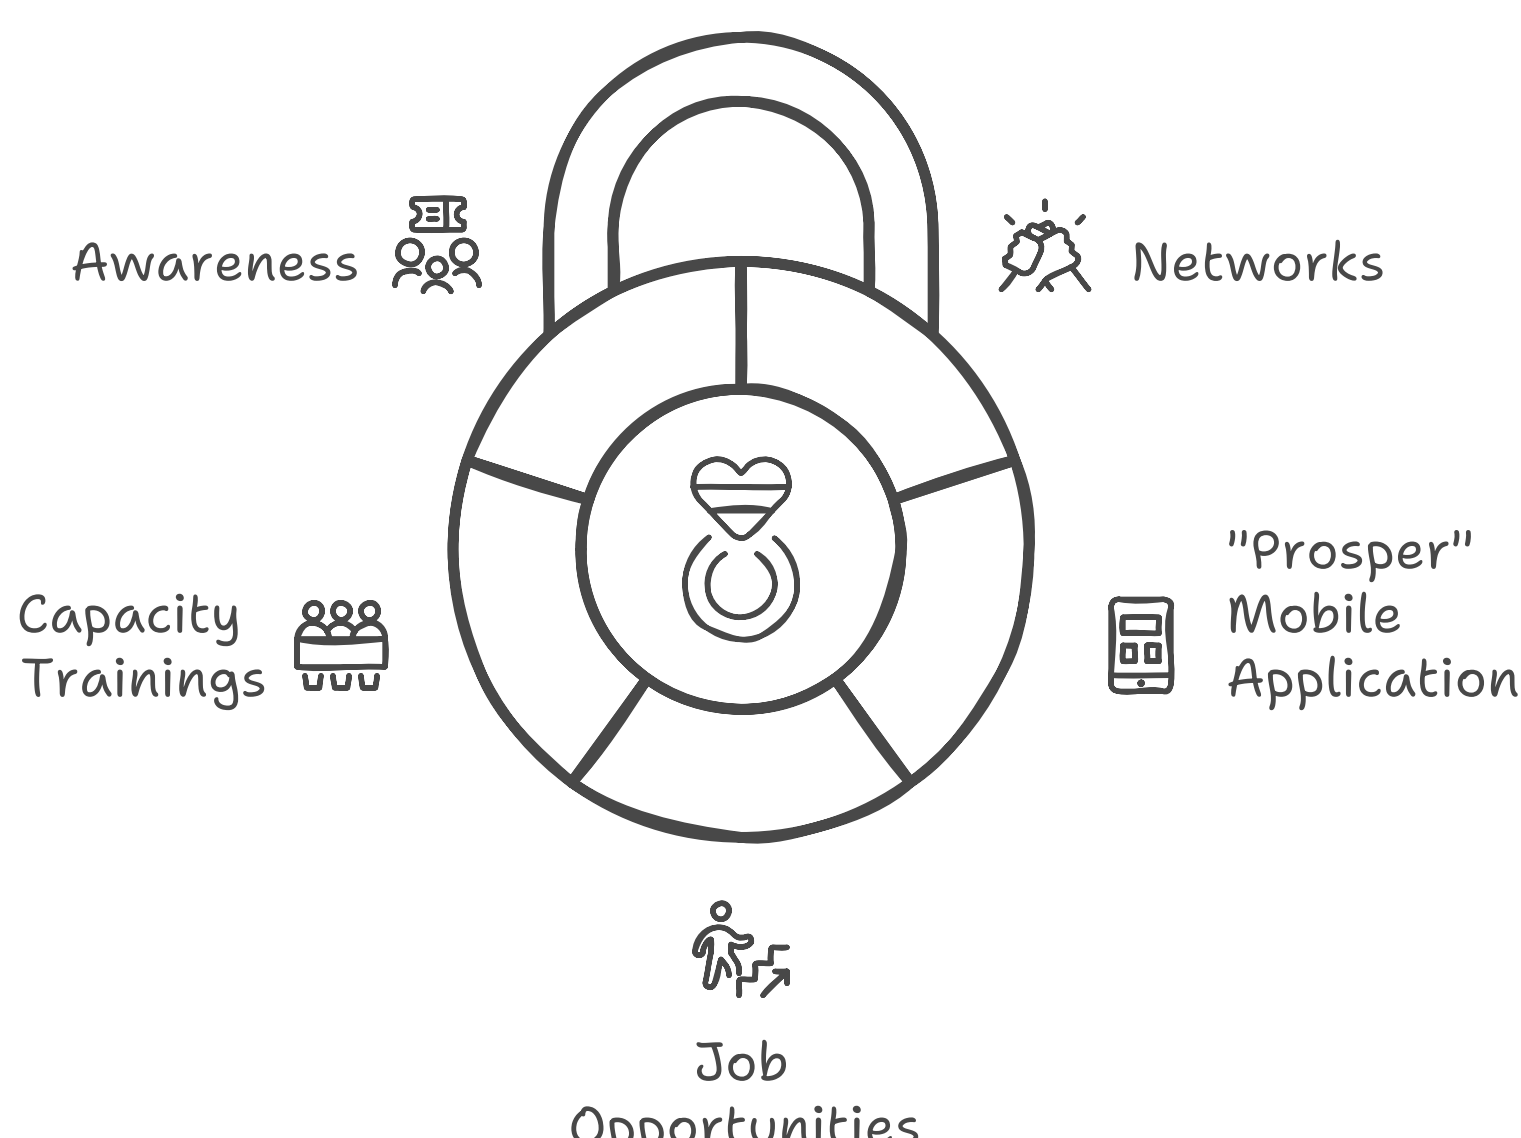 Awareness
Networks
"Prosper"
Mobile
Application
Capacity
Trainings
Job
Opportunities